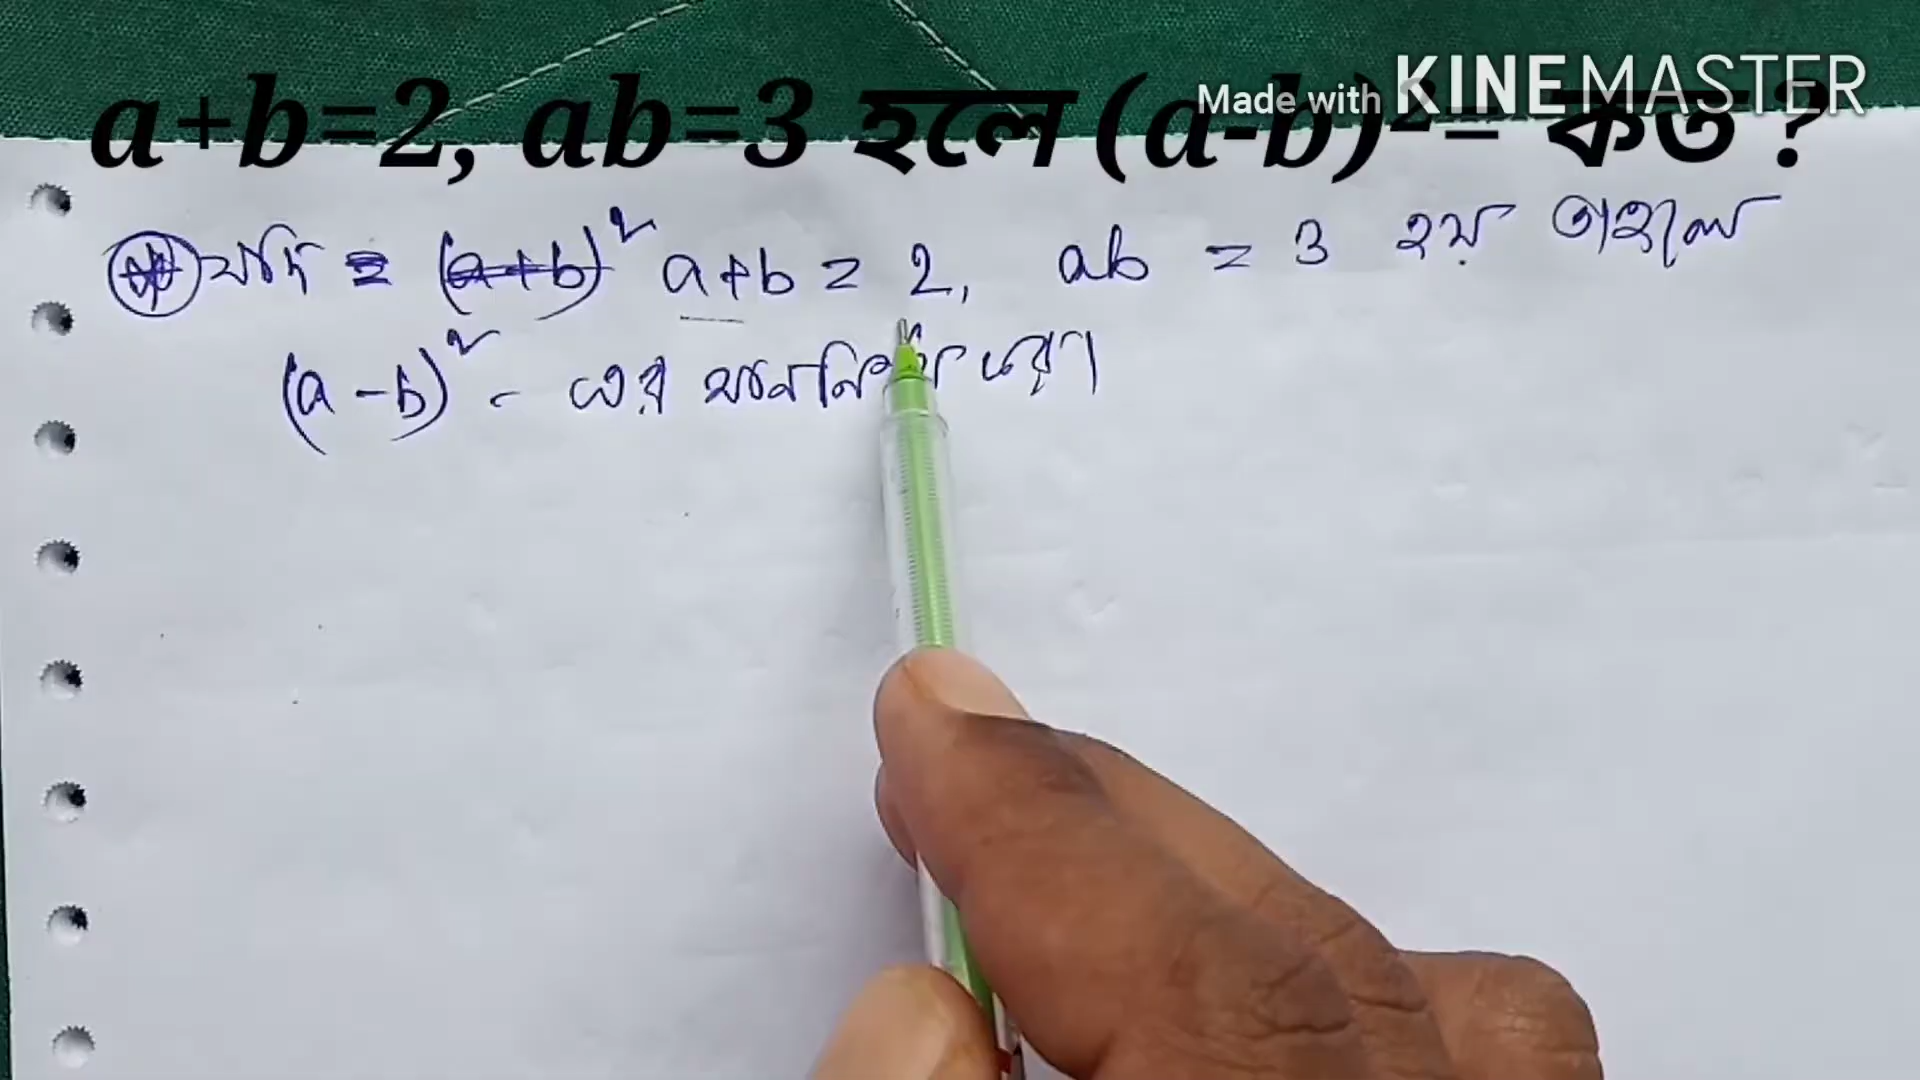 Made with KINEMASTER
a+b=2, ab=3 হলে (a-b)²= কত ?
যদি = (a+b)² a+b = 2, ab = 3 হয় তাহলে
(a-b)² - এর মান নির্ণয় করো।